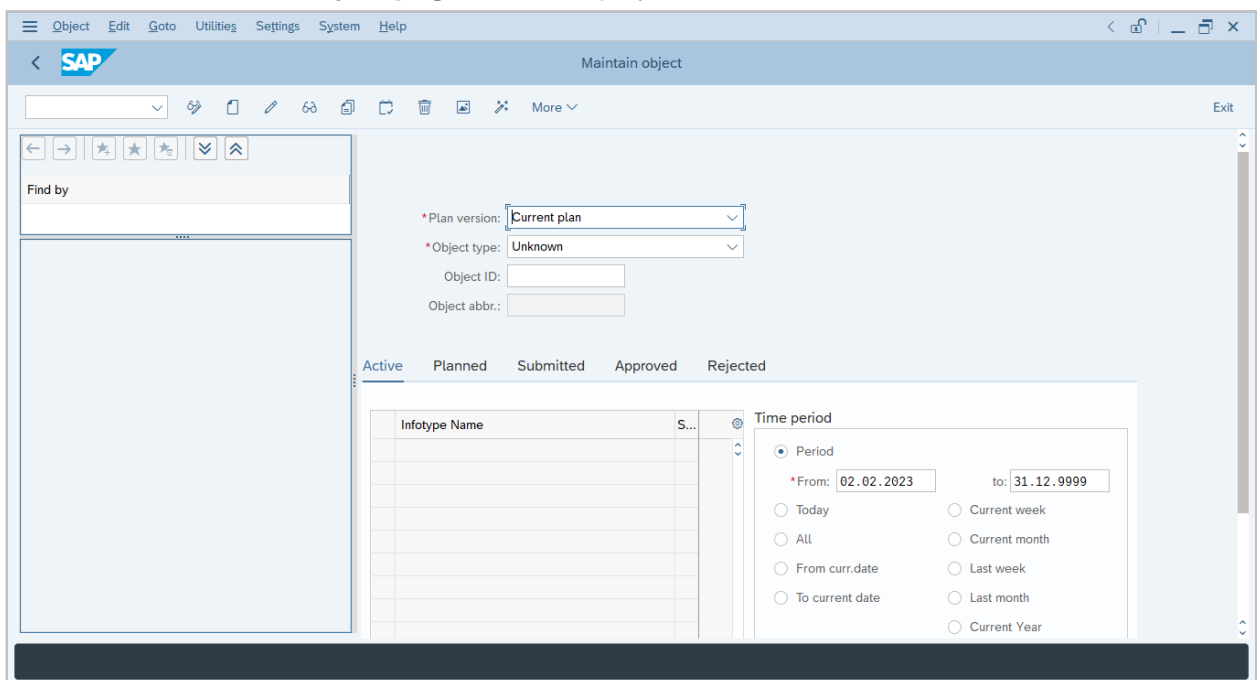 Object Edit Goto Utilities Settings System Help
SAP Maintain object
More Exit
Find by
*Plan version: Current plan
*Object type: Unknown
Object ID:
Object abbr.:
Active Planned Submitted Approved Rejected
Infotype Name S... Time period
Period
*From: 02.02.2023 to: 31.12.9999
Today Current week
All Current month
From curr.date Last week
To current date Last month
Current Year